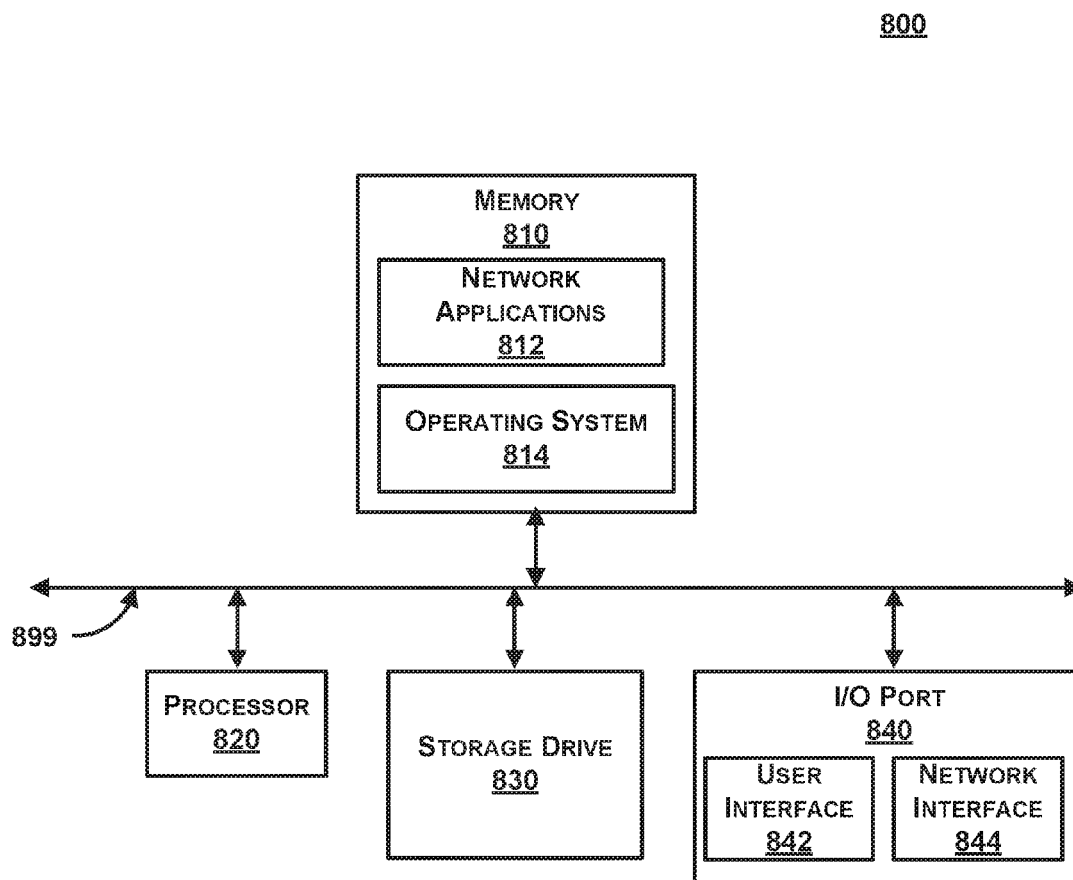 800
MEMORY
810
NETWORK
APPLICATIONS
812
OPERATING SYSTEM
814
899
PROCESSOR
820
STORAGE DRIVE
830
I/O PORT
840
USER
INTERFACE
842
NETWORK
INTERFACE
844